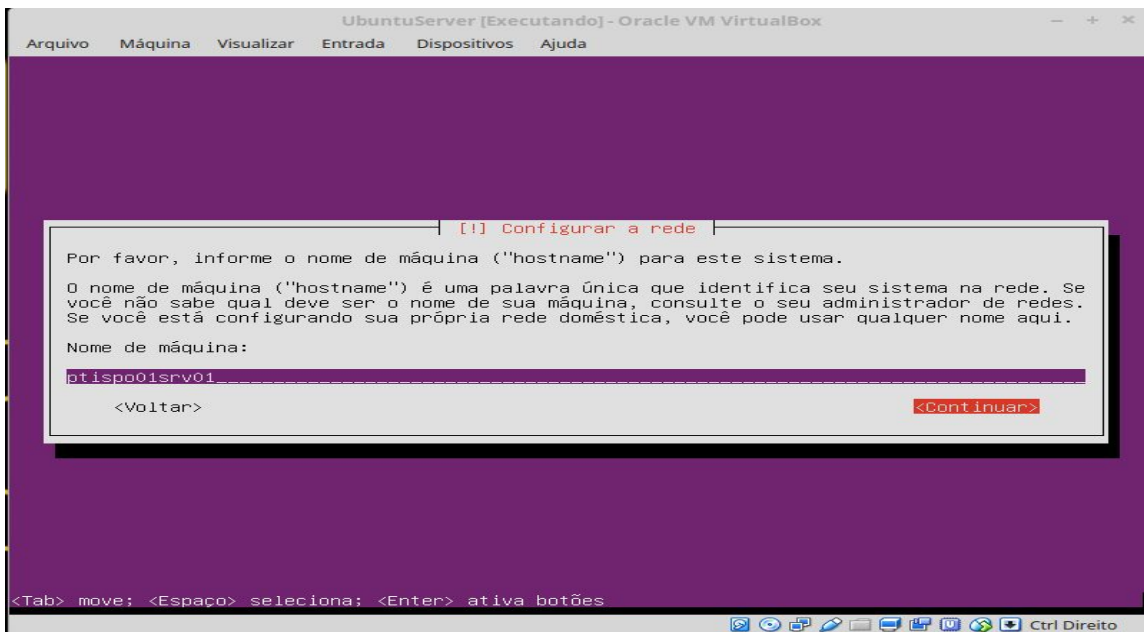 UbuntuServer [Executando] - Oracle VM VirtualBox
Arquivo Máquina Visualizar Entrada Dispositivos Ajuda
[!] Configurar a rede
Por favor, informe o nome de máquina ("hostname") para este sistema.
O nome de máquina ("hostname") é uma palavra única que identifica seu sistema na rede. Se
você não sabe qual deve ser o nome de sua máquina, consulte o seu administrador de redes.
Se você está configurando sua própria rede doméstica, você pode usar qualquer nome aqui.
Nome de máquina:
ptispo01srv01
<Voltar> <Continuar>
<Tab> move; <Espaço> seleciona; <Enter> ativa botões
Ctrl Direito